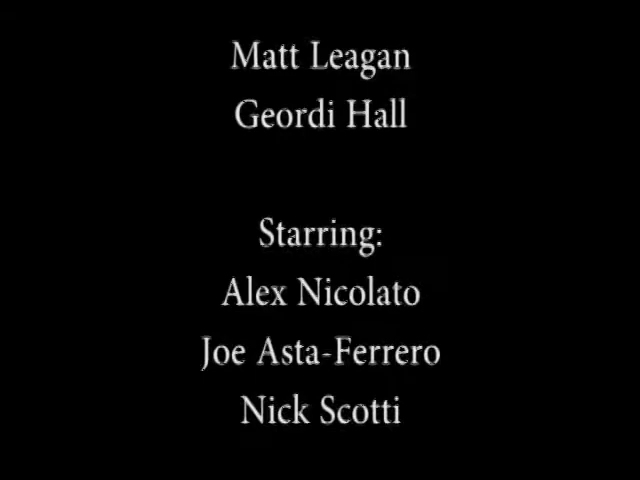 Matt Leagan
Geordi Hall
Starring:
Alex Nicolato
Joe Asta-Ferrero
Nick Scotti